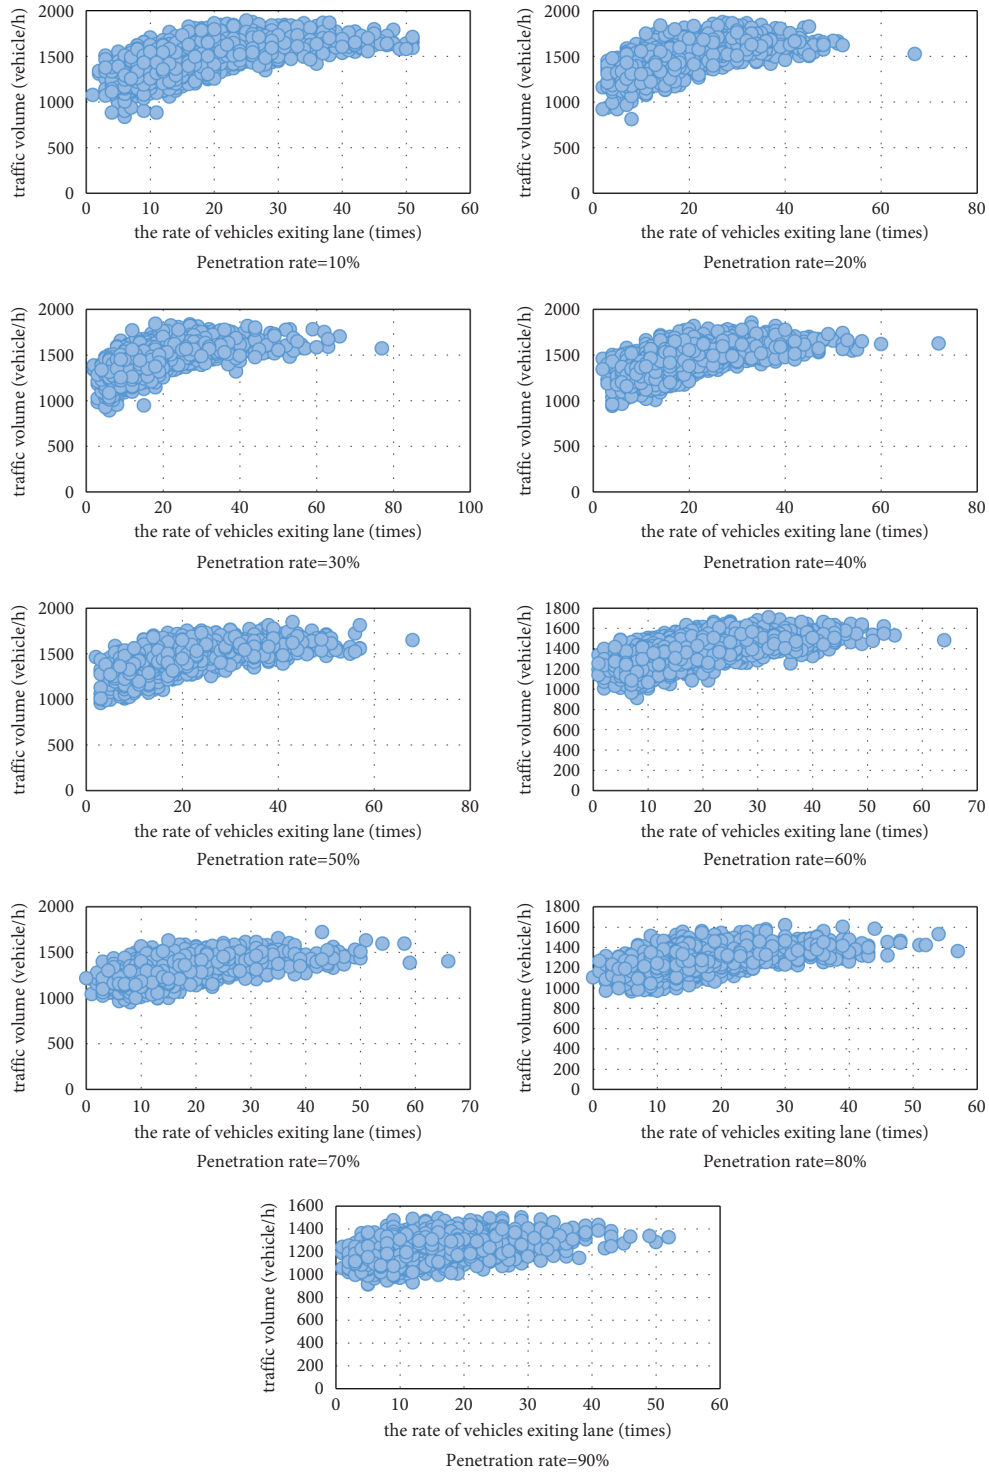 traffic volume (vehicle/h)
2000
1500
1000
500
0
0 10 20 30 40 50 60
the rate of vehicles exiting lane (times)
Penetration rate=10%
traffic volume (vehicle/h)
2000
1500
1000
500
0
0 20 40 60 80
the rate of vehicles exiting lane (times)
Penetration rate=20%
traffic volume (vehicle/h)
2000
1500
1000
500
0
0 20 40 60 80 100
the rate of vehicles exiting lane (times)
Penetration rate=30%
traffic volume (vehicle/h)
2000
1500
1000
500
0
0 20 40 60 80
the rate of vehicles exiting lane (times)
Penetration rate=40%
traffic volume (vehicle/h)
2000
1500
1000
500
0
0 20 40 60 80
the rate of vehicles exiting lane (times)
Penetration rate=50%
traffic volume (vehicle/h)
1800
1600
1400
1200
1000
800
600
400
200
0
0 10 20 30 40 50 60 70
the rate of vehicles exiting lane (times)
Penetration rate=60%
traffic volume (vehicle/h)
2000
1500
1000
500
0
0 10 20 30 40 50 60 70
the rate of vehicles exiting lane (times)
Penetration rate=70%
traffic volume (vehicle/h)
1800
1600
1400
1200
1000
800
600
400
200
0
0 10 20 30 40 50 60
the rate of vehicles exiting lane (times)
Penetration rate=80%
traffic volume (vehicle/h)
1600
1400
1200
1000
800
600
400
200
0
0 10 20 30 40 50 60
the rate of vehicles exiting lane (times)
Penetration rate=90%